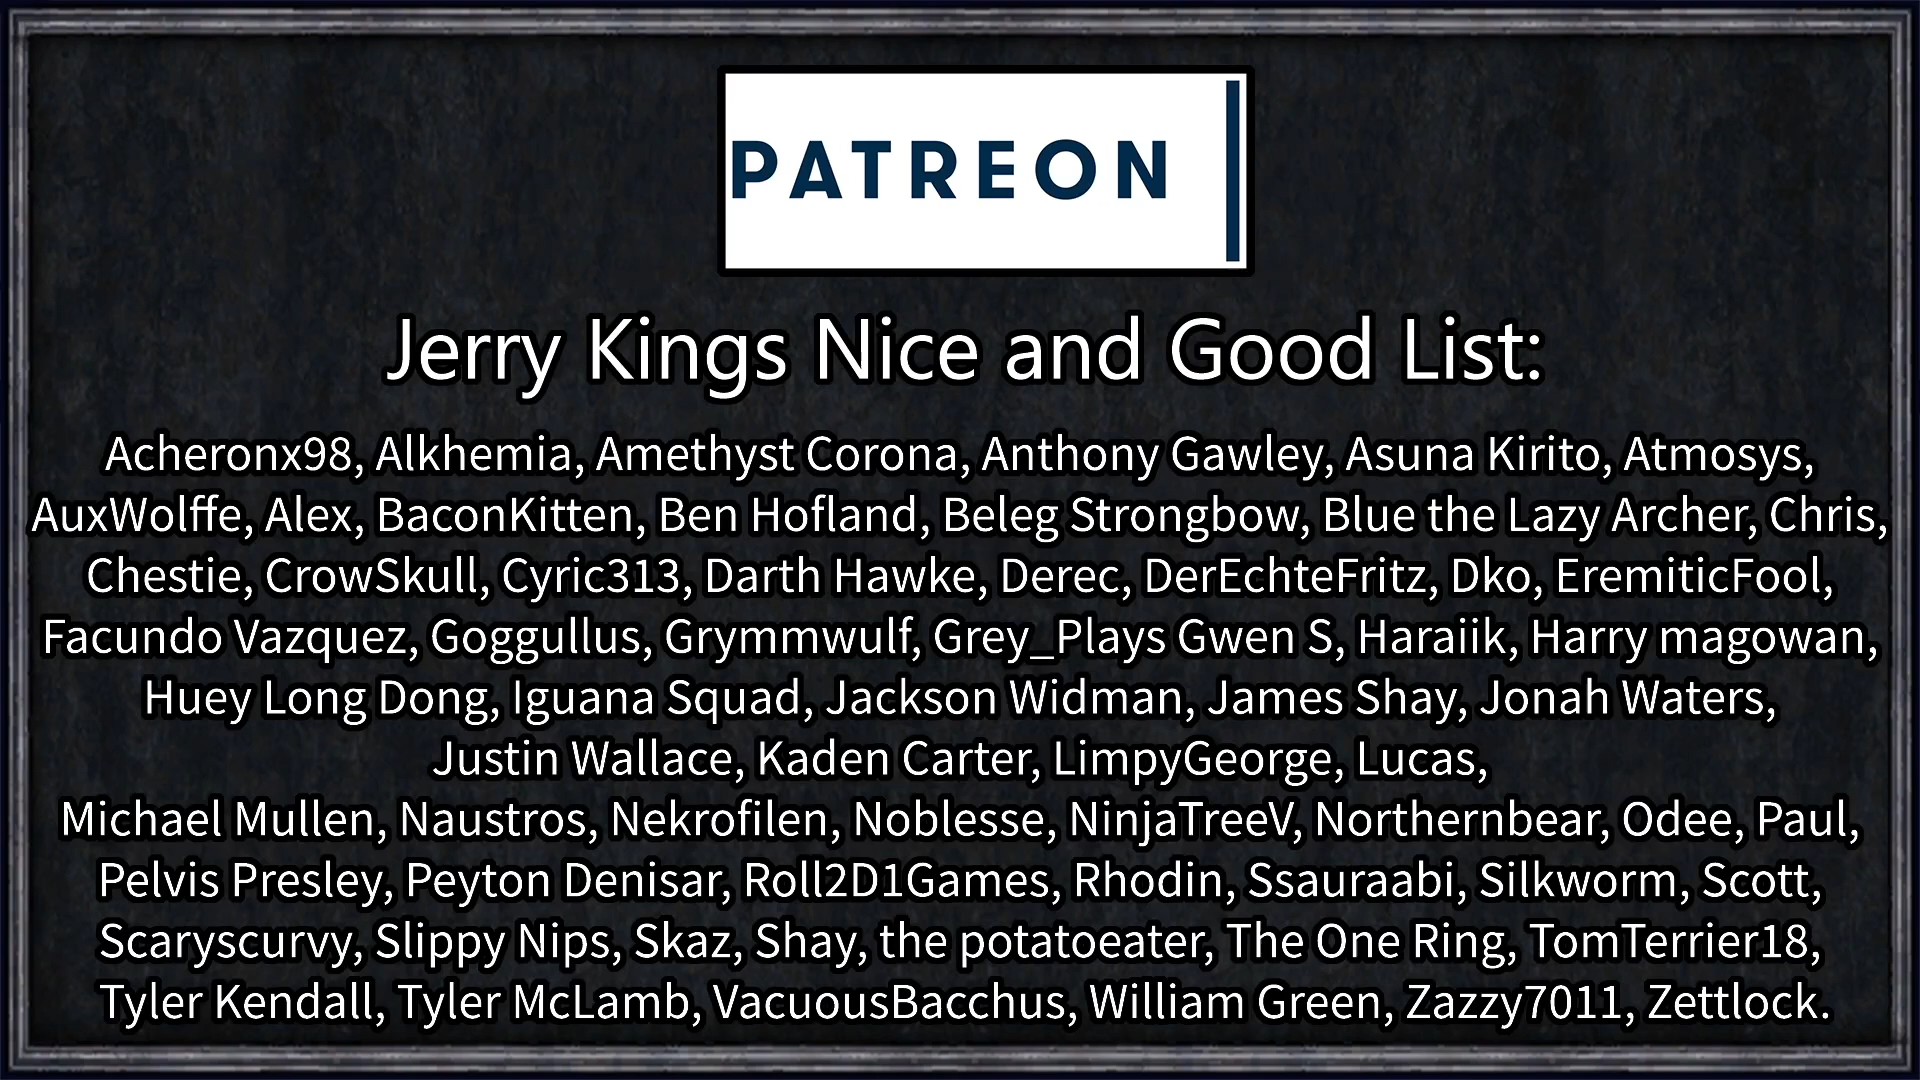 PATREON
Jerry Kings Nice and Good List:
Acheronx98, Alkhemia, Amethyst Corona, Anthony Gawley, Asuna Kirito, Atmosys,
AuxWolffe, Alex, BaconKitten, Ben Hofland, Beleg Strongbow, Blue the Lazy Archer, Chris,
Chestie, CrowSkull, Cyric313, Darth Hawke, Derec, DerEchteFritz, Dko, EremiticFool,
Facundo Vazquez, Goggullus, Grymmwulf, Grey_Plays Gwen S, Haraiik, Harry magowan,
Huey Long Dong, Iguana Squad, Jackson Widman, James Shay, Jonah Waters,
Justin Wallace, Kaden Carter, LimpyGeorge, Lucas,
Michael Mullen, Naustros, Nekrofilen, Noblesse, NinjaTreeV, Northernbear, Odee, Paul,
Pelvis Presley, Peyton Denisar, Roll2D1Games, Rhodin, Ssauraabi, Silkworm, Scott,
Scaryscurvy, Slippy Nips, Skaz, Shay, the potatoeater, The One Ring, TomTerrier18,
Tyler Kendall, Tyler McLamb, VacuousBacchus, William Green, Zazzy7011, Zettlock.